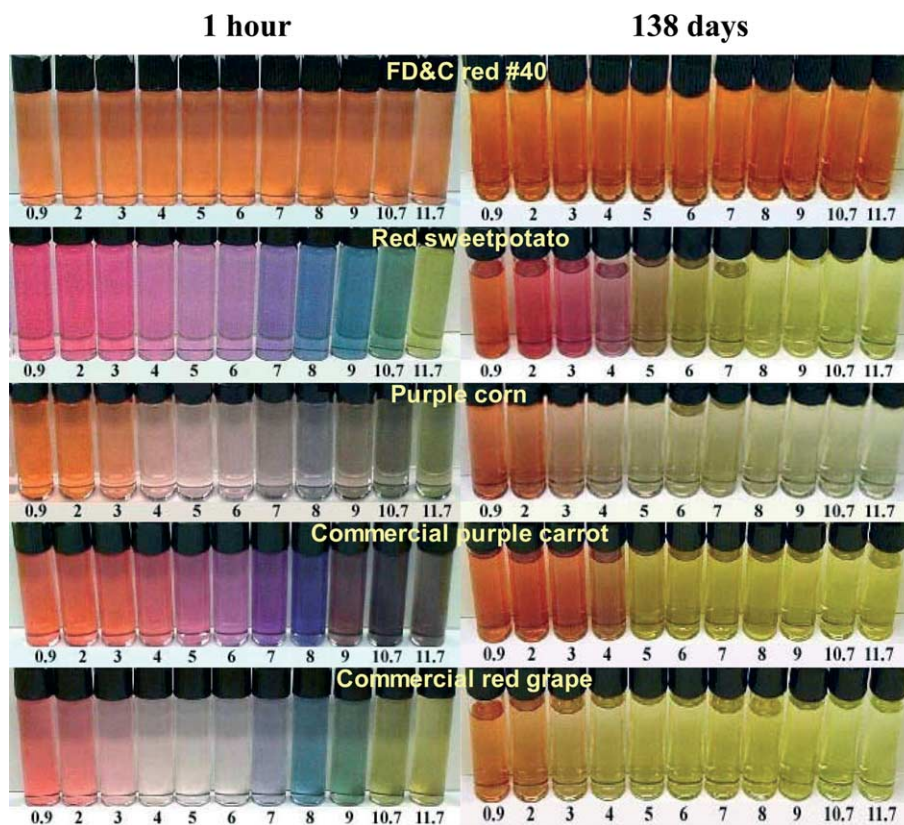 1 hour 138 days
FD&C red #40
0.9 2 3 4 5 6 7 8 9 10.7 11.7 0.9 2 3 4 5 6 7 8 9 10.7 11.7
Red sweetpotato
0.9 2 3 4 5 6 7 8 9 10.7 11.7 0.9 2 3 4 5 6 7 8 9 10.7 11.7
Purple corn
0.9 2 3 4 5 6 7 8 9 10.7 11.7 0.9 2 3 4 5 6 7 8 9 10.7 11.7
Commercial purple carrot
0.9 2 3 4 5 6 7 8 9 10.7 11.7 0.9 2 3 4 5 6 7 8 9 10.7 11.7
Commercial red grape
0.9 2 3 4 5 6 7 8 9 10.7 11.7 0.9 2 3 4 5 6 7 8 9 10.7 11.7